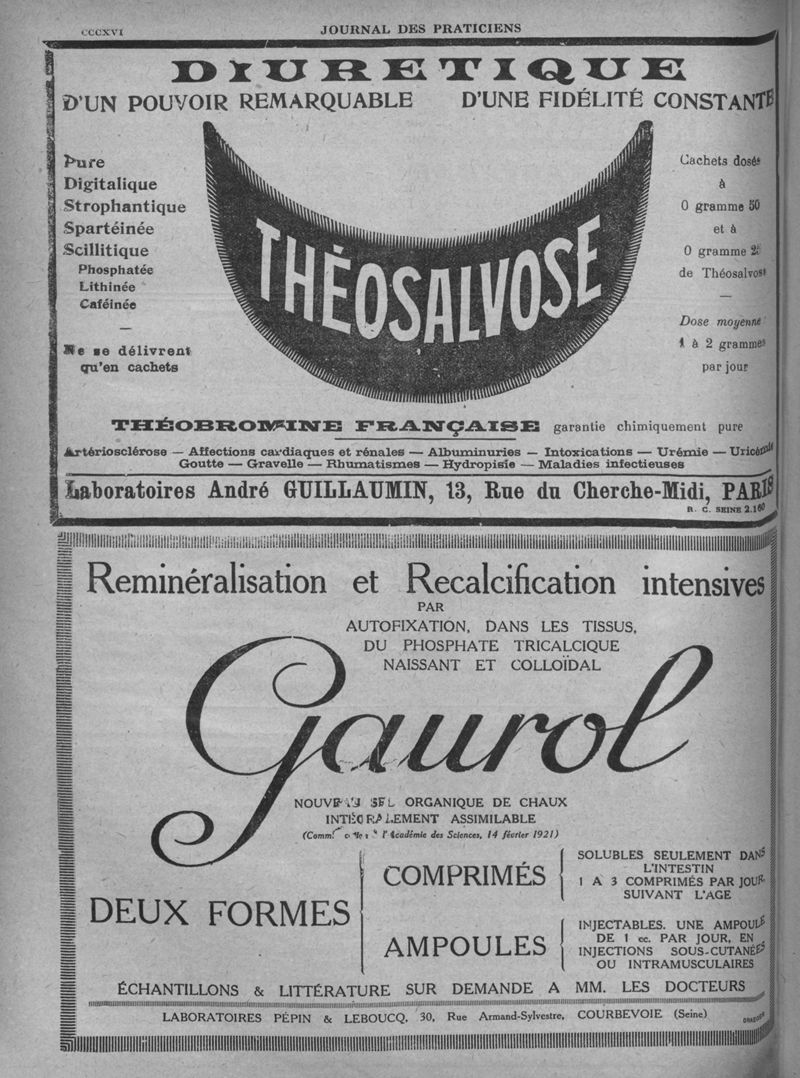 CCCXVI
JOURNAL DES PRATICIENS
DIURETIQUE
D'UN POUVOIR REMARQUABLE D'UNE FIDÉLITÉ CONSTANTE
Pure
Digitalique
Strophantique
Spartéinée
Scillitique
Phosphatée
Lithinée
Caféinée
—
Ne se délivrent
qu'en cachets
THÉOSALVOSE
Cachets dosés
à
0 gramme 50
et à
0 gramme 25
de Théosalvose
—
Dose moyenne
1 à 2 grammes
par jour
THÉOBROMINE FRANÇAISE garantie chimiquement pure
Artériosclérose — Affections cardiaques et rénales — Albuminuries — Intoxications — Urémie — Uricémie
Goutte — Gravelle — Rhumatismes — Hydropisie — Maladies infectieuses
Laboratoires André GUILLAUMIN, 13, Rue du Cherche-Midi, PARIS
R. C. SEINE 2.160
Reminéralisation et Recalcification intensives
PAR
AUTOFIXATION, DANS LES TISSUS,
DU PHOSPHATE TRICALCIQUE
NAISSANT ET COLLOÏDAL
Gaurol
NOUVEAU SEL ORGANIQUE DE CHAUX
INTÉGRALEMENT ASSIMILABLE
(Comm. l'Académie des Sciences, 14 février 1921)
DEUX FORMES
COMPRIMÉS
SOLUBLES SEULEMENT DANS
L'INTESTIN
1 A 3 COMPRIMÉS PAR JOUR
SUIVANT L'AGE
AMPOULES
INJECTABLES. UNE AMPOULE
DE 1 cc. PAR JOUR, EN
INJECTIONS SOUS-CUTANÉES
OU INTRAMUSCULAIRES
ÉCHANTILLONS & LITTÉRATURE SUR DEMANDE A MM. LES DOCTEURS
LABORATOIRES PÉPIN & LEBOUCQ, 30, Rue Armand-Sylvestre, COURBEVOIE (Seine)
DRAEGER